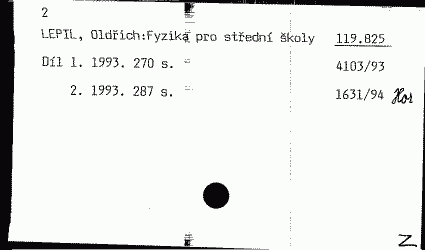 2
LEPIL, Oldřich:Fyzika pro střední školy 119.825
Díl 1. 1993. 270 s. 4103/93
2. 1993. 287 s. 1631/94 Hos
Z